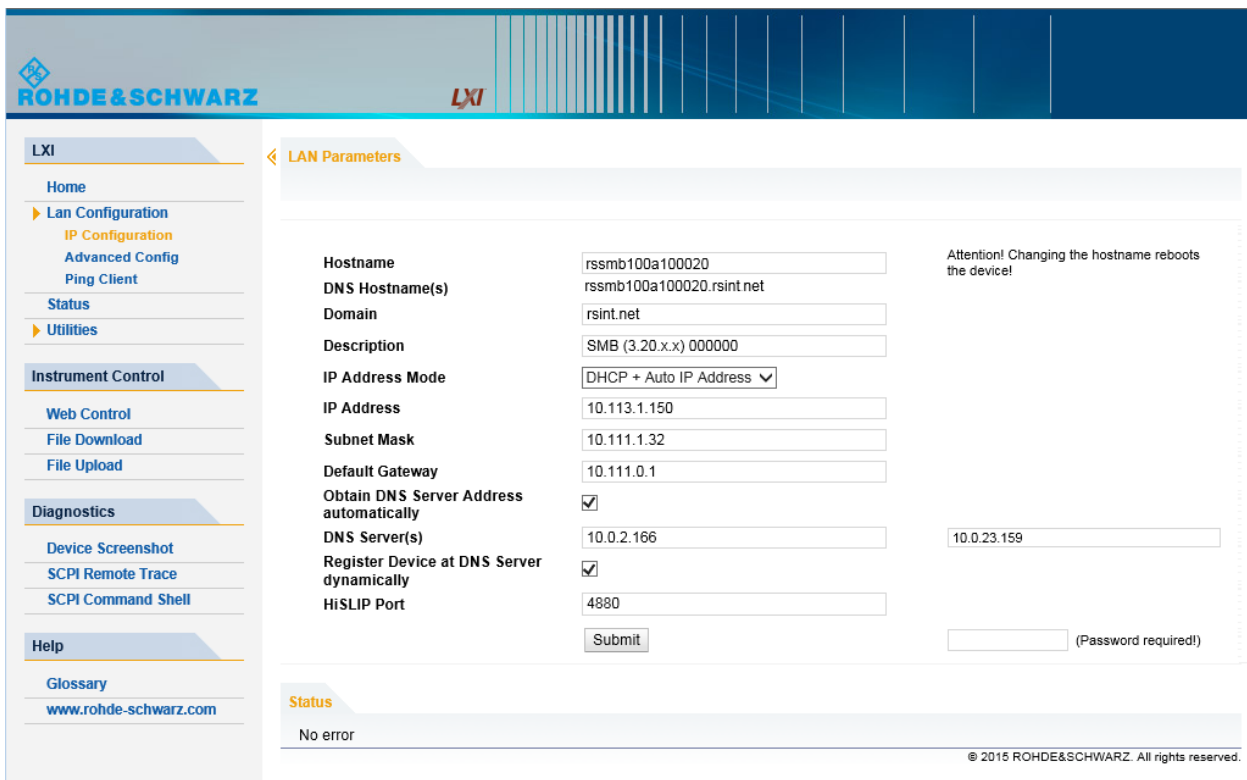 R&S
ROHDE&SCHWARZ
LXI
LXI
Home
Lan Configuration
IP Configuration
Advanced Config
Ping Client
Status
Utilities
Instrument Control
Web Control
File Download
File Upload
Diagnostics
Device Screenshot
SCPI Remote Trace
SCPI Command Shell
Help
Glossary
www.rohde-schwarz.com
LAN Parameters
Hostname rssmb100a100020 Attention! Changing the hostname reboots
the device!
DNS Hostname(s) rssmb100a100020.rsint.net
Domain rsint.net
Description SMB (3.20.x.x) 000000
IP Address Mode DHCP + Auto IP Address
IP Address 10.113.1.150
Subnet Mask 10.111.1.32
Default Gateway 10.111.0.1
Obtain DNS Server Address
automatically
DNS Server(s) 10.0.2.166 10.0.23.159
Register Device at DNS Server
dynamically
HiSLIP Port 4880
Submit (Password required!)
Status
No error
© 2015 ROHDE&SCHWARZ. All rights reserved.